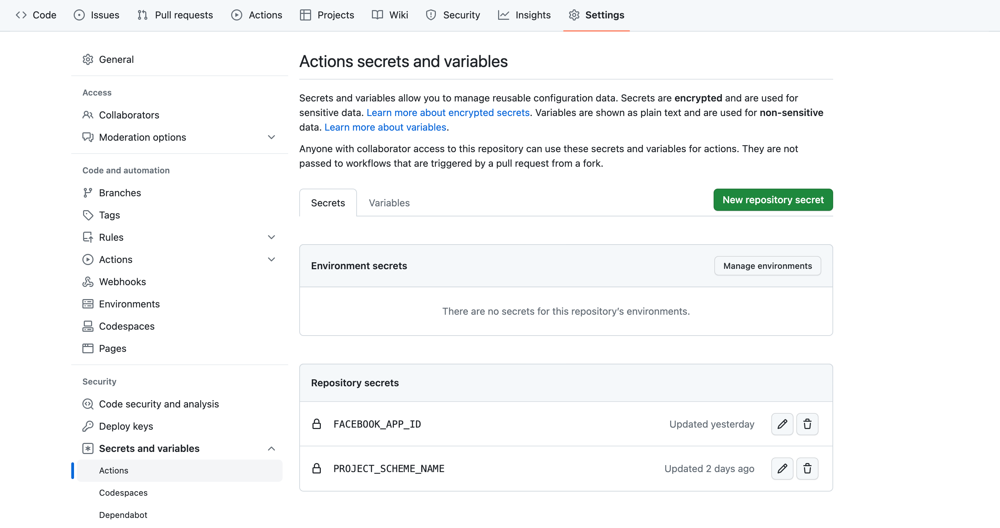 Code Issues Pull requests Actions Projects Wiki Security Insights Settings
General
Access
Collaborators
Moderation options
Code and automation
Branches
Tags
Rules
Actions
Webhooks
Environments
Codespaces
Pages
Security
Code security and analysis
Deploy keys
Secrets and variables
Actions
Codespaces
Dependabot
Actions secrets and variables
Secrets and variables allow you to manage reusable configuration data. Secrets are encrypted and are used for
sensitive data. Learn more about encrypted secrets. Variables are shown as plain text and are used for non-sensitive
data. Learn more about variables.
Anyone with collaborator access to this repository can use these secrets and variables for actions. They are not
passed to workflows that are triggered by a pull request from a fork.
Secrets Variables New repository secret
Environment secrets Manage environments
There are no secrets for this repository’s environments.
Repository secrets
FACEBOOK_APP_ID Updated yesterday
PROJECT_SCHEME_NAME Updated 2 days ago